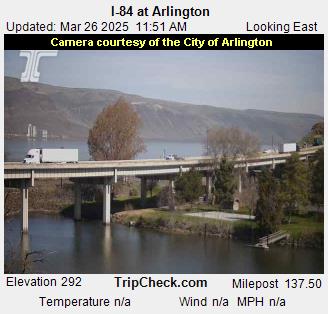 I-84 at Arlington
Updated: Mar 26 2025 11:51 AM Looking East
Camera courtesy of the City of Arlington
Elevation 292 TripCheck.com Milepost 137.50
Temperature n/a Wind n/a MPH n/a